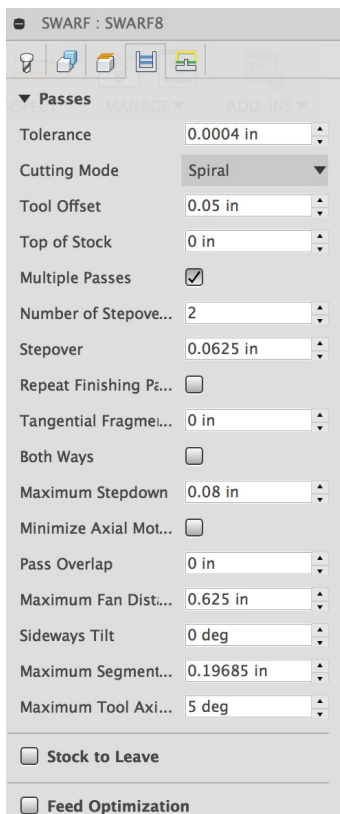 SWARF : SWARF8
MANAGE ADD-INS
Passes
Tolerance 0.0004 in
Cutting Mode Spiral
Tool Offset 0.05 in
Top of Stock 0 in
Multiple Passes
Number of Stepove... 2
Stepover 0.0625 in
Repeat Finishing Pa...
Tangential Fragmei... 0 in
Both Ways
Maximum Stepdown 0.08 in
Minimize Axial Mot...
Pass Overlap 0 in
Maximum Fan Dista... 0.625 in
Sideways Tilt 0 deg
Maximum Segment... 0.19685 in
Maximum Tool Axi... 5 deg
Stock to Leave
Feed Optimization